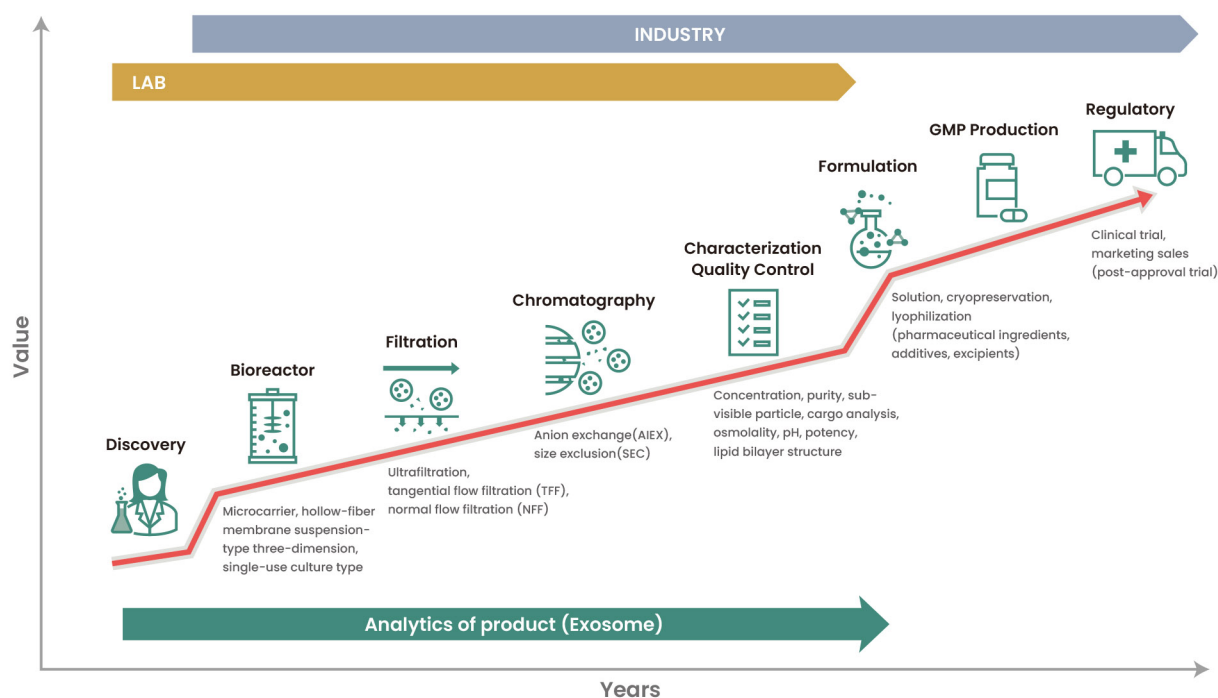 INDUSTRY
LAB
Regulatory
GMP Production
Formulation
Characterization
Quality Control
Chromatography
Filtration
Bioreactor
Discovery
Clinical trial,
marketing sales
(post-approval trial)
Solution, cryopreservation,
lyophilization
(pharmaceutical ingredients,
additives, excipients)
Concentration, purity, sub-
visible particle, cargo analysis,
osmolality, pH, potency,
lipid bilayer structure
Anion exchange(AIEX),
size exclusion(SEC)
Ultrafiltration,
tangential flow filtration (TFF),
normal flow filtration (NFF)
Microcarrier, hollow-fiber
membrane suspension-
type three-dimension,
single-use culture type
Analytics of product (Exosome)
Value
Years